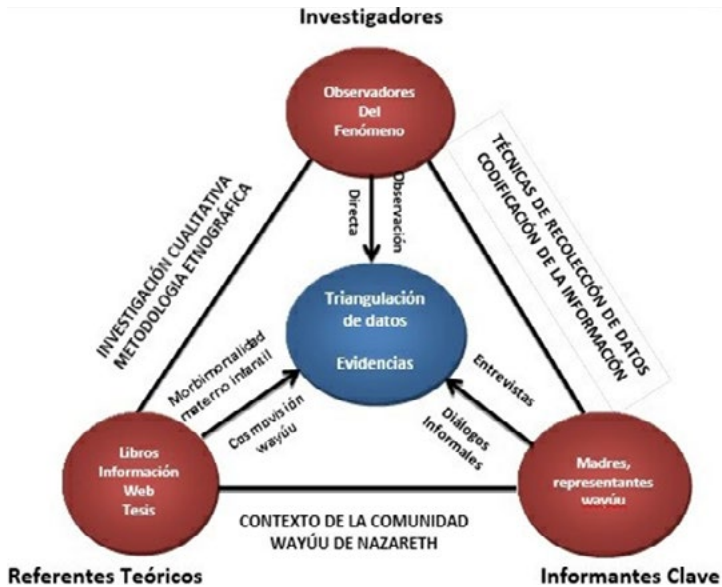 Investigadores
Observadores
Del
Fenómeno
INVESTIGACIÓN CUALITATIVA
METODOLOGIA ETNOGRÁFICA
TÉCNICAS DE RECOLECCIÓN DE DATOS
CODIFICACIÓN DE LA INFORMACIÓN
Observación
Directa
Triangulación
de datos
Evidencias
Morbimortalidad
materno infantil
Cosmovisión
wayúu
Entrevistas
Diálogos
Informales
Libros
Información
Web
Tesis
Madres,
representantes
wayúu
CONTEXTO DE LA COMUNIDAD
WAYÚU DE NAZARETH
Referentes Teóricos
Informantes Clave